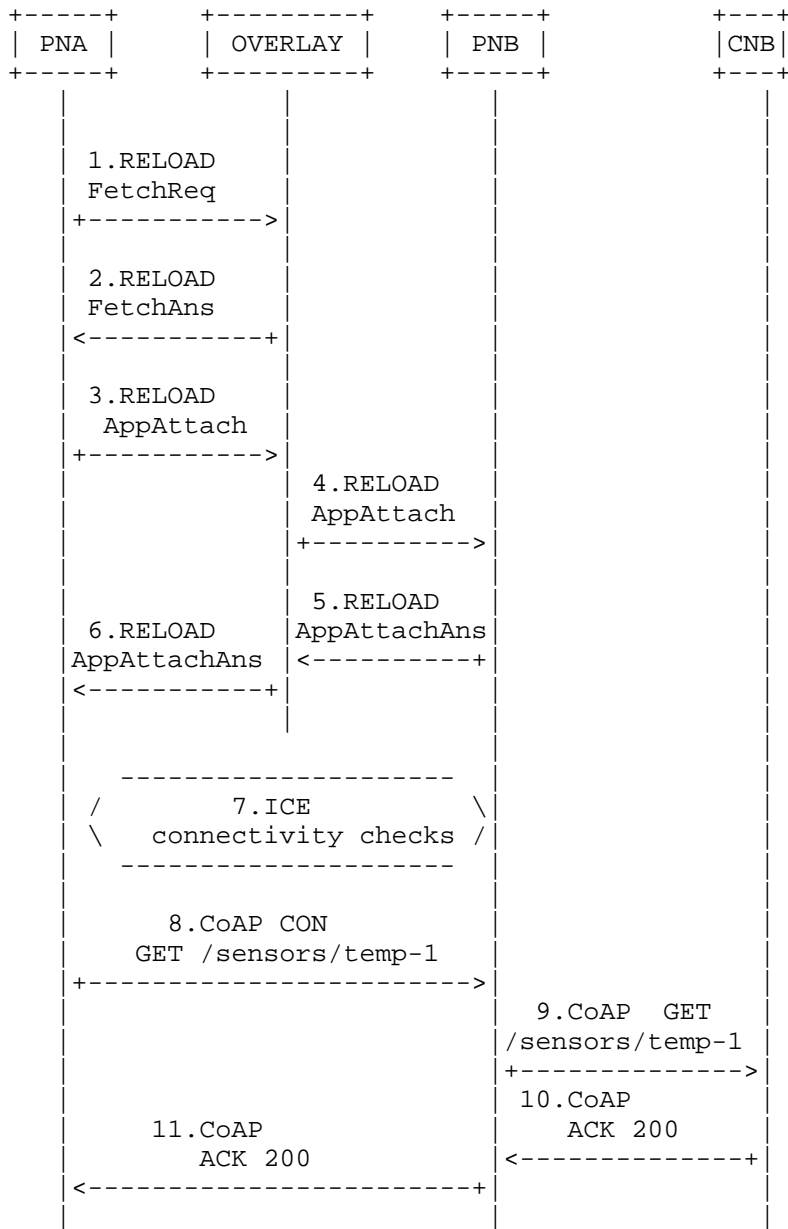 PNA OVERLAY PNB CNB
1.RELOAD
FetchReq
2.RELOAD
FetchAns
3.RELOAD
AppAttach
4.RELOAD
AppAttach
5.RELOAD
6.RELOAD AppAttachAns
AppAttachAns
7.ICE
connectivity checks
8.CoAP CON
GET /sensors/temp-1
9.CoAP GET
/sensors/temp-1
10.CoAP
11.CoAP ACK 200
ACK 200